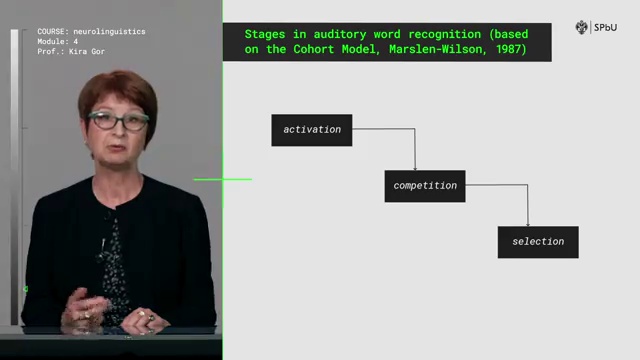 COURSE: neurolinguistics
Module: 4
Prof.: Kira Gor
Stages in auditory word recognition (based
on the Cohort Model, Marslen-Wilson, 1987)
SPbU
activation
competition
selection